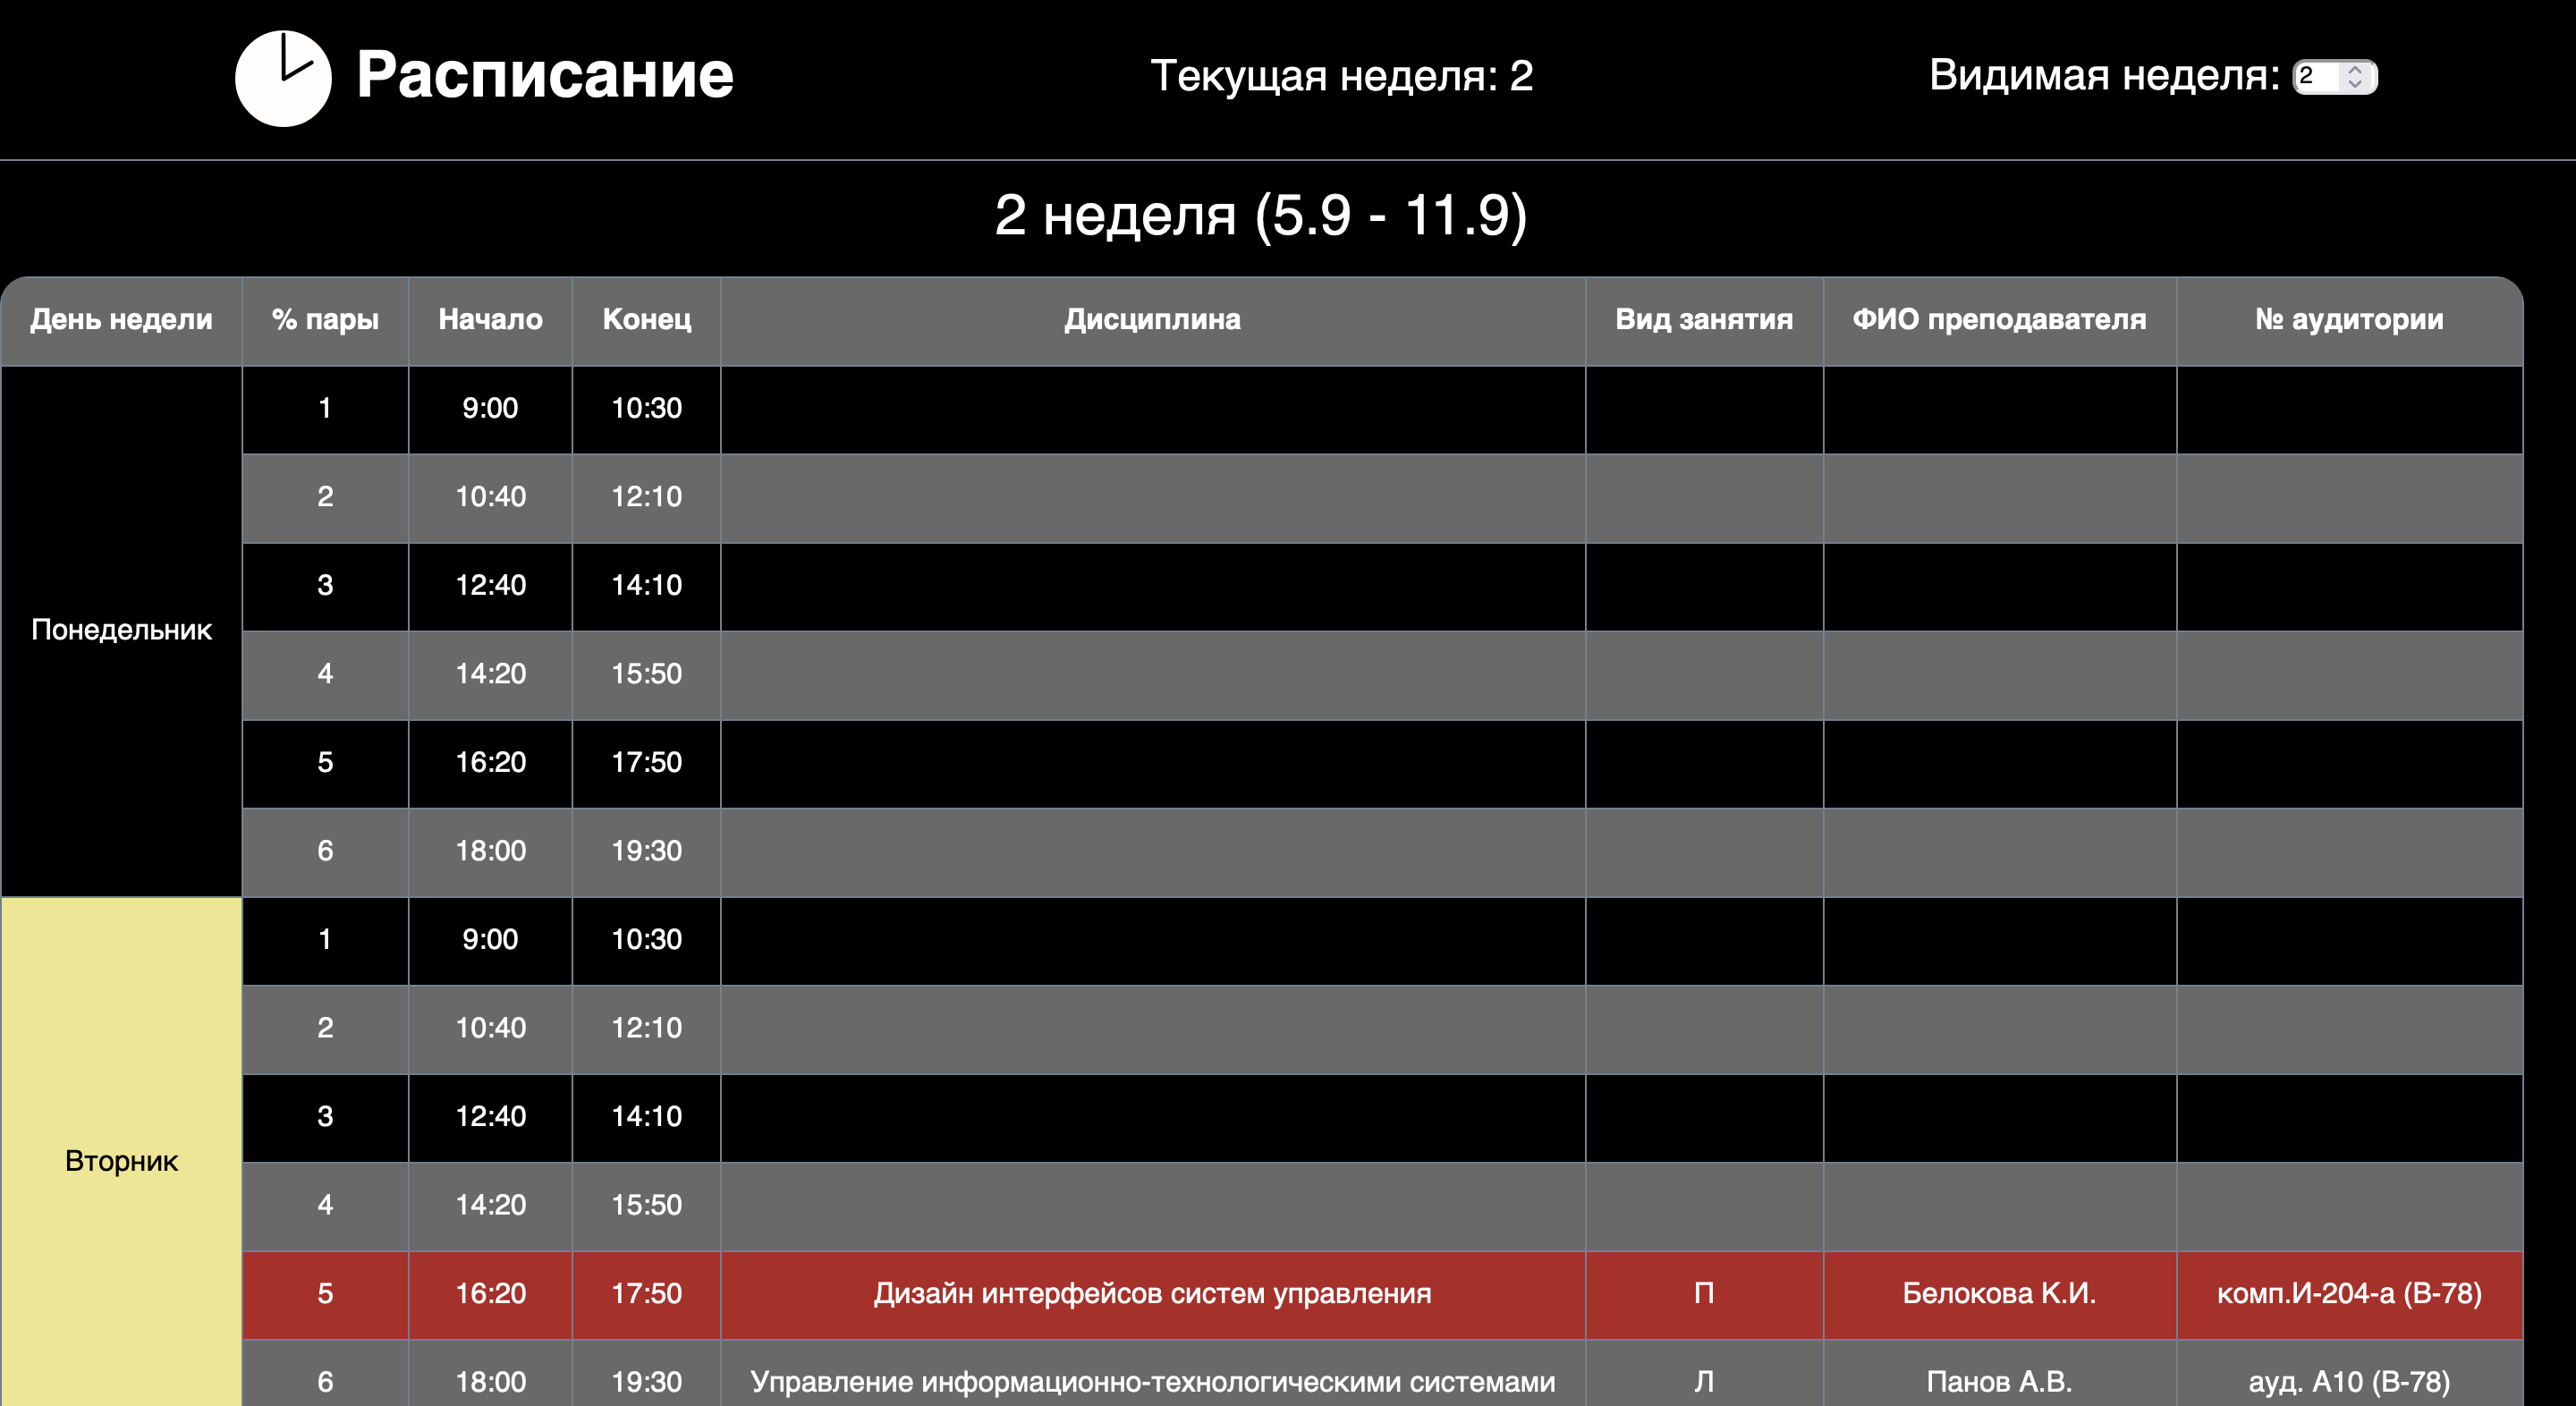 Расписание
Текущая неделя: 2
Видимая неделя: 2
2 неделя (5.9 - 11.9)
День недели % пары Начало Конец Дисциплина Вид занятия ФИО преподавателя № аудитории
Понедельник
1 9:00 10:30
2 10:40 12:10
3 12:40 14:10
4 14:20 15:50
5 16:20 17:50
6 18:00 19:30
Вторник
1 9:00 10:30
2 10:40 12:10
3 12:40 14:10
4 14:20 15:50
5 16:20 17:50 Дизайн интерфейсов систем управления П Белокова К.И. комп.И-204-а (В-78)
6 18:00 19:30 Управление информационно-технологическими системами Л Панов А.В. ауд. А10 (В-78)